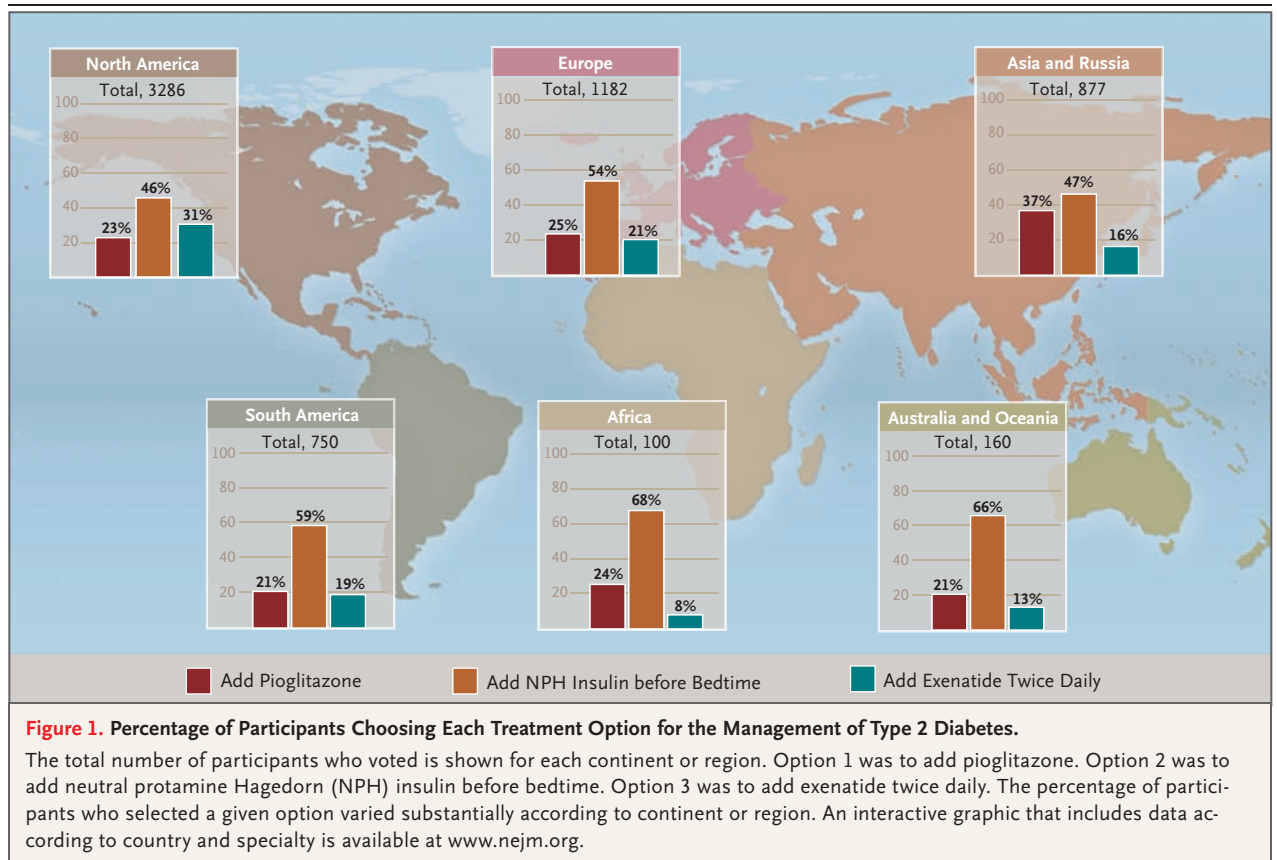 North America
Total, 3286
100
80
60
40
20
23%
46%
31%
Europe
Total, 1182
100
80
60
40
20
25%
54%
21%
Asia and Russia
Total, 877
100
80
60
40
20
37%
47%
16%
South America
Total, 750
100
80
60
40
20
21%
59%
19%
Africa
Total, 100
100
80
60
40
20
24%
68%
8%
Australia and Oceania
Total, 160
100
80
60
40
20
21%
66%
13%
Add Pioglitazone
Add NPH Insulin before Bedtime
Add Exenatide Twice Daily
Figure 1. Percentage of Participants Choosing Each Treatment Option for the Management of Type 2 Diabetes.
The total number of participants who voted is shown for each continent or region. Option 1 was to add pioglitazone. Option 2 was to
add neutral protamine Hagedorn (NPH) insulin before bedtime. Option 3 was to add exenatide twice daily. The percentage of partici-
pants who selected a given option varied substantially according to continent or region. An interactive graphic that includes data ac-
cording to country and specialty is available at www.nejm.org.